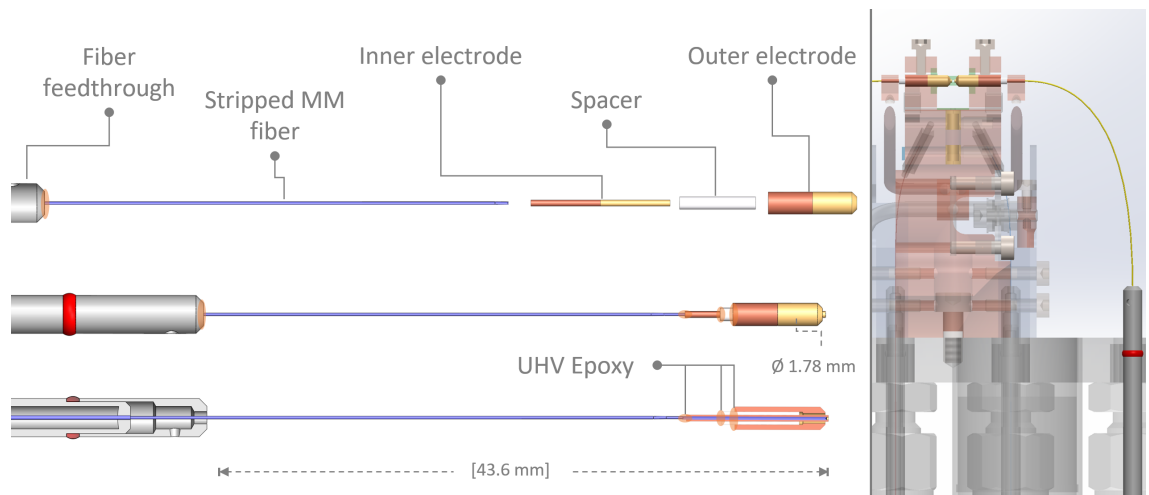 Fiber
feedthrough
Stripped MM
fiber
Inner electrode
Spacer
Outer electrode
Ø 1.78 mm
UHV Epoxy
[43.6 mm]